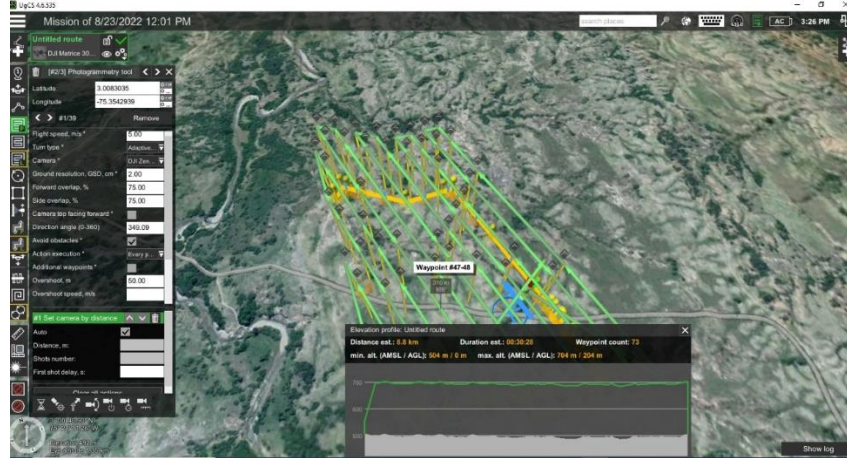 UgCS 4.6.535
Mission of 8/23/2022 12:01 PM
search places
AC
3:26 PM
Untitled route
DJI Matrice 30...
[#2/3] Photogrammetry tool
Latitude 3.0083035
Longitude -75.3542939
#1/39 Remove
Flight speed, m/s * 5.00
Turn type * Adaptive...
Camera * DJI Zen...
Ground resolution, GSD, cm * 2.00
Forward overlap, % 75.00
Side overlap, % 75.00
Camera top facing forward *
Direction angle (0-360) 349.09
Avoid obstacles *
Action execution * Every p...
Additional waypoints *
Overshoot, m 50.00
Overshoot speed, m/s
#1 Set camera by distance
Auto
Distance, m:
Shots number:
First shot delay, s:
Clear all actions
Waypoint #47-48
Elevation profile: Untitled route
Distance est.: 8.8 km Duration est.: 00:30:28 Waypoint count: 73
min. alt. (AMSL / AGL): 504 m / 0 m max. alt. (AMSL / AGL): 704 m / 204 m
700
600
500
Show log